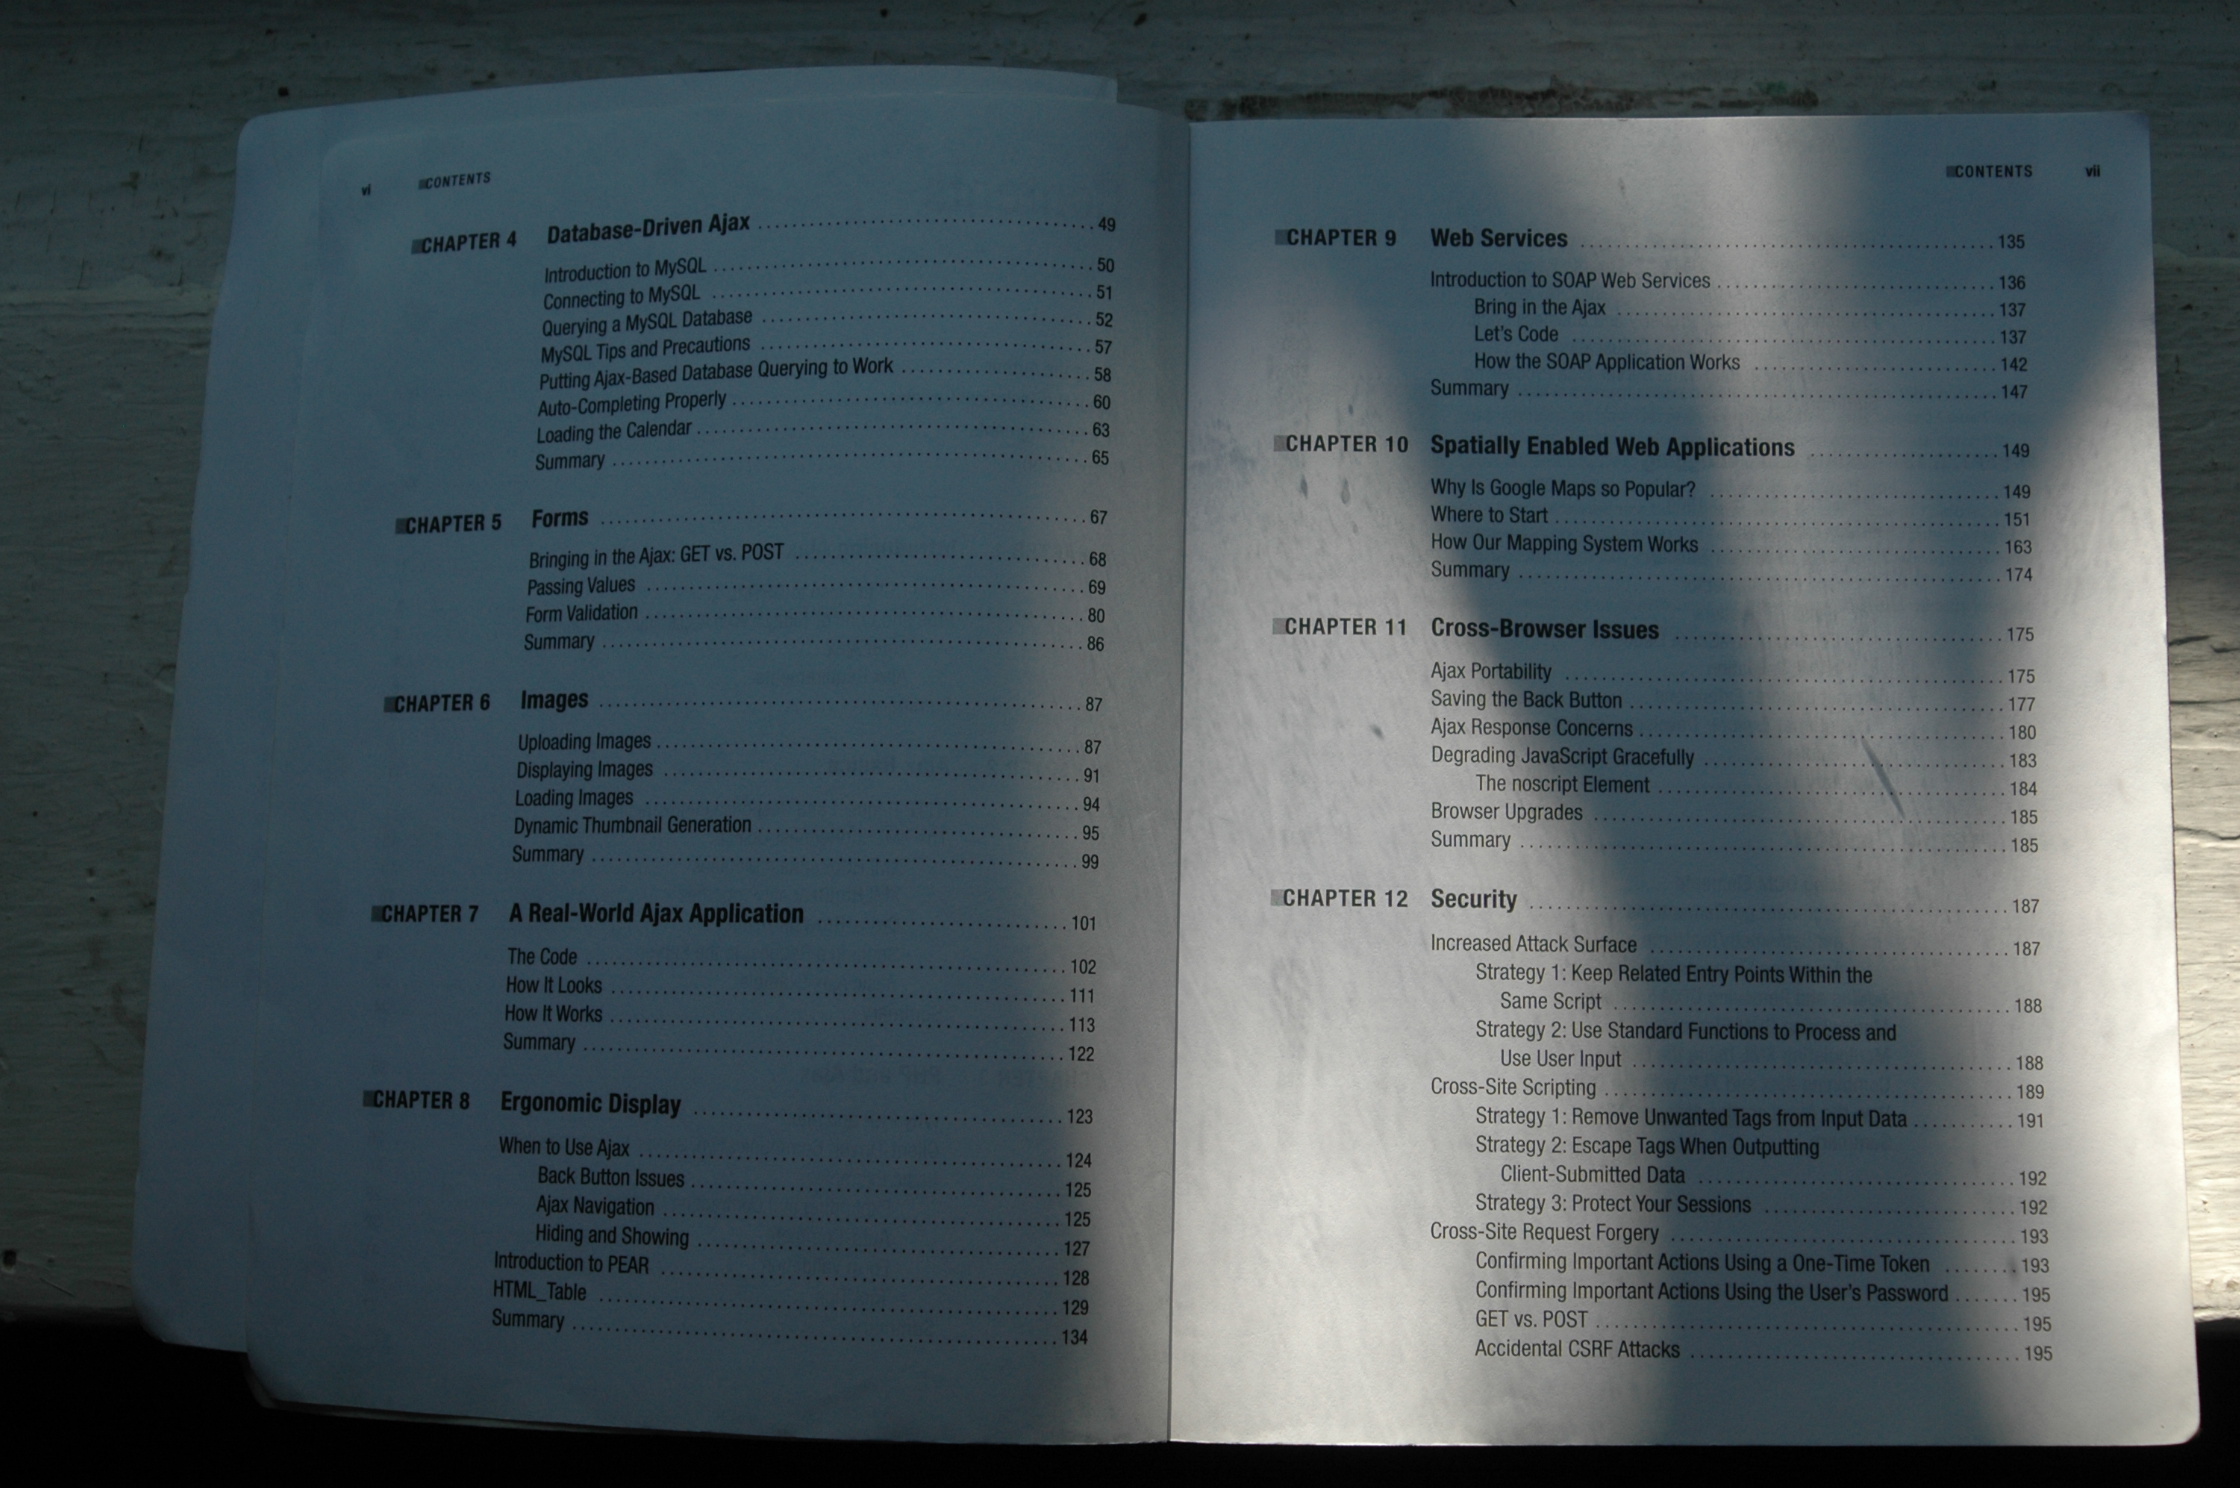 vi CONTENTS
CHAPTER 4 Database-Driven Ajax 49
Introduction to MySQL 50
Connecting to MySQL 51
Querying a MySQL Database 52
MySQL Tips and Precautions 57
Putting Ajax-Based Database Querying to Work 58
Auto-Completing Properly 60
Loading the Calendar 63
Summary 65
CHAPTER 5 Forms 67
Bringing in the Ajax: GET vs. POST 68
Passing Values 69
Form Validation 80
Summary 86
CHAPTER 6 Images 87
Uploading Images 87
Displaying Images 91
Loading Images 94
Dynamic Thumbnail Generation 95
Summary 99
CHAPTER 7 A Real-World Ajax Application 101
The Code 102
How It Looks 111
How It Works 113
Summary 122
CHAPTER 8 Ergonomic Display 123
When to Use Ajax 124
Back Button Issues 125
Ajax Navigation 125
Hiding and Showing 127
Introduction to PEAR 128
HTML_Table 129
Summary 134
CONTENTS vii
CHAPTER 9 Web Services 135
Introduction to SOAP Web Services 136
Bring in the Ajax 137
Let's Code 137
How the SOAP Application Works 142
Summary 147
CHAPTER 10 Spatially Enabled Web Applications 149
Why Is Google Maps so Popular? 149
Where to Start 151
How Our Mapping System Works 163
Summary 174
CHAPTER 11 Cross-Browser Issues 175
Ajax Portability 175
Saving the Back Button 177
Ajax Response Concerns 180
Degrading JavaScript Gracefully 183
The noscript Element 184
Browser Upgrades 185
Summary 185
CHAPTER 12 Security 187
Increased Attack Surface 187
Strategy 1: Keep Related Entry Points Within the
Same Script 188
Strategy 2: Use Standard Functions to Process and
Use User Input 188
Cross-Site Scripting 189
Strategy 1: Remove Unwanted Tags from Input Data 191
Strategy 2: Escape Tags When Outputting
Client-Submitted Data 192
Strategy 3: Protect Your Sessions 192
Cross-Site Request Forgery 193
Confirming Important Actions Using a One-Time Token 193
Confirming Important Actions Using the User's Password 195
GET vs. POST 195
Accidental CSRF Attacks 195